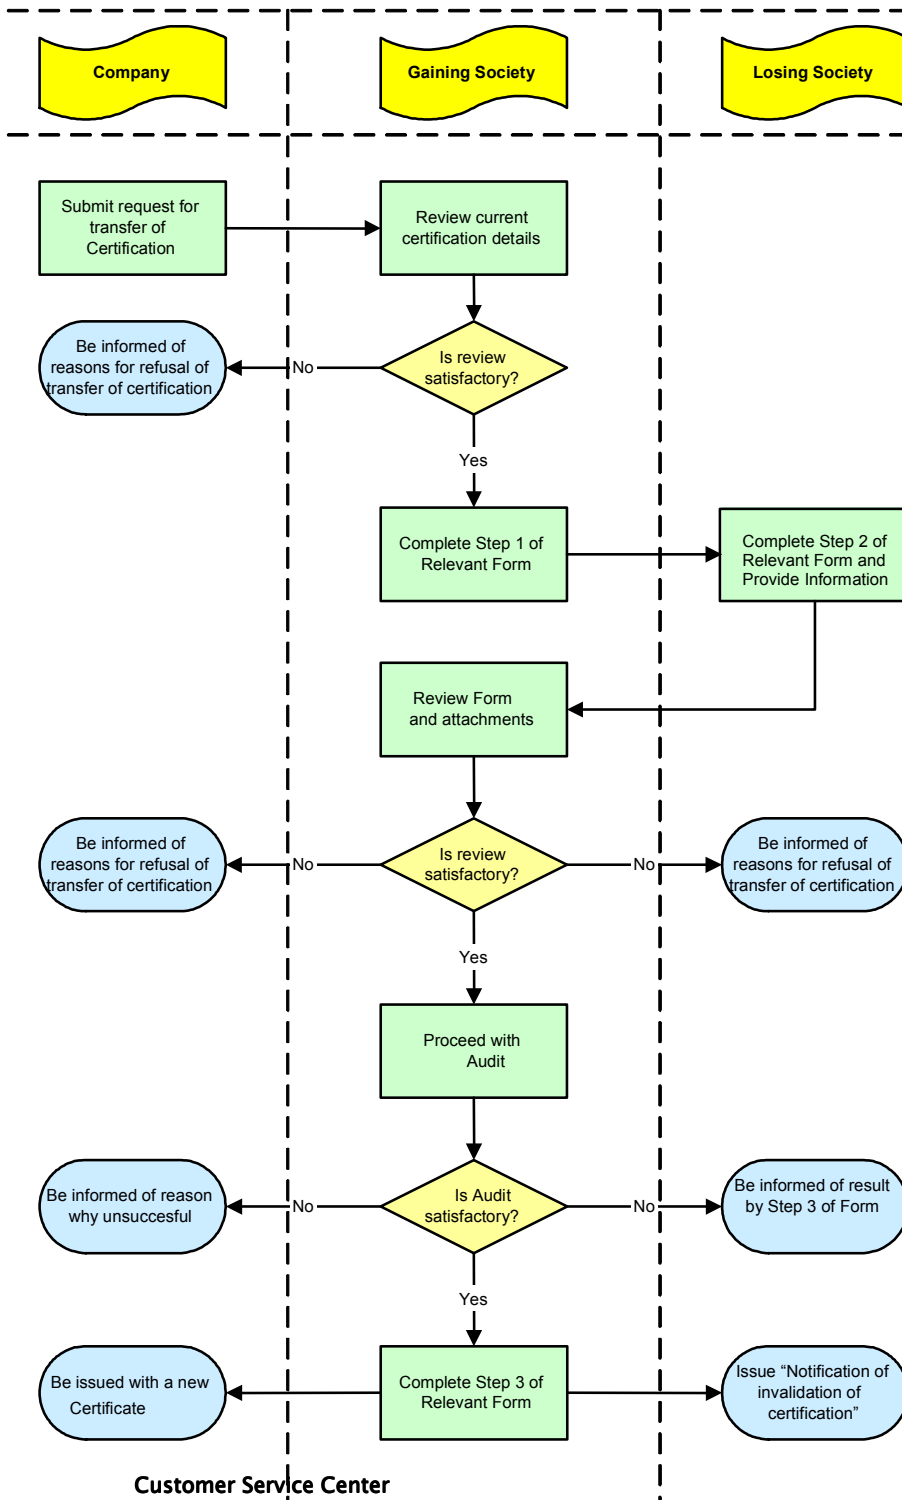 Company
Gaining Society
Losing Society
Submit request for
transfer of
Certification
Review current
certification details
Be informed of
reasons for refusal of
transfer of certification
No
Is review
satisfactory?
Yes
Complete Step 1 of
Relevant Form
Complete Step 2 of
Relevant Form and
Provide Information
Review Form
and attachments
Be informed of
reasons for refusal of
transfer of certification
No
Is review
satisfactory?
No
Be informed of
reasons for refusal of
transfer of certification
Yes
Proceed with
Audit
Be informed of reason
why unsuccesful
No
Is Audit
satisfactory?
No
Be informed of result
by Step 3 of Form
Yes
Be issued with a new
Certificate
Complete Step 3 of
Relevant Form
Issue “Notification of
invalidation of
certification”
Customer Service Center